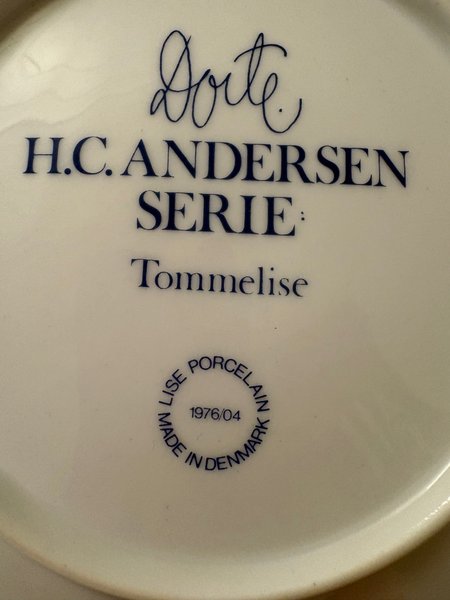 Dorte.
H.C. ANDERSEN
SERIE:
Tommelise
LISE PORCELAIN
1976/04
MADE IN DENMARK